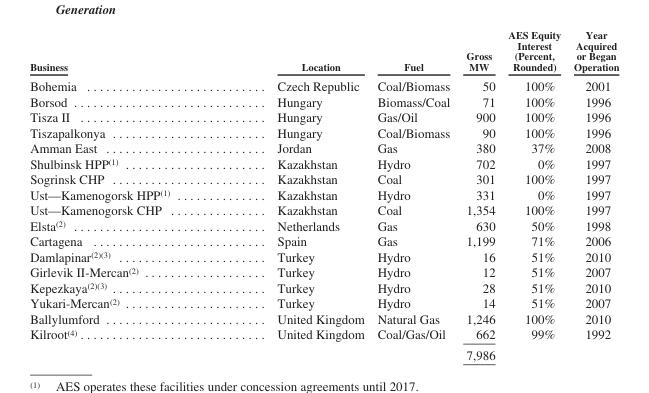 Generation
Business Location Fuel Gross MW AES Equity Interest (Percent, Rounded) Year Acquired or Began Operation
Bohemia ............................ Czech Republic Coal/Biomass 50 100% 2001
Borsod ............................ Hungary Biomass/Coal 71 100% 1996
Tisza II ............................ Hungary Gas/Oil 900 100% 1996
Tiszapalkonya ........................ Hungary Coal/Biomass 90 100% 1996
Amman East ......................... Jordan Gas 380 37% 2008
Shulbinsk HPP(1) ....................... Kazakhstan Hydro 702 0% 1997
Sogrinsk CHP ........................ Kazakhstan Coal 301 100% 1997
Ust—Kamenogorsk HPP(1) .............. Kazakhstan Hydro 331 0% 1997
Ust—Kamenogorsk CHP ............... Kazakhstan Coal 1,354 100% 1997
Elsta(2) ............................... Netherlands Gas 630 50% 1998
Cartagena ........................... Spain Gas 1,199 71% 2006
Damlapinar(2)(3) ........................ Turkey Hydro 16 51% 2010
Girlevik II-Mercan(2) ................... Turkey Hydro 12 51% 2007
Kepezkaya(2)(3) ........................ Turkey Hydro 28 51% 2010
Yukari-Mercan(2) ....................... Turkey Hydro 14 51% 2007
Ballylumford ......................... United Kingdom Natural Gas 1,246 100% 2010
Kilroot(4) ............................. United Kingdom Coal/Gas/Oil 662 99% 1992
7,986
(1) AES operates these facilities under concession agreements until 2017.